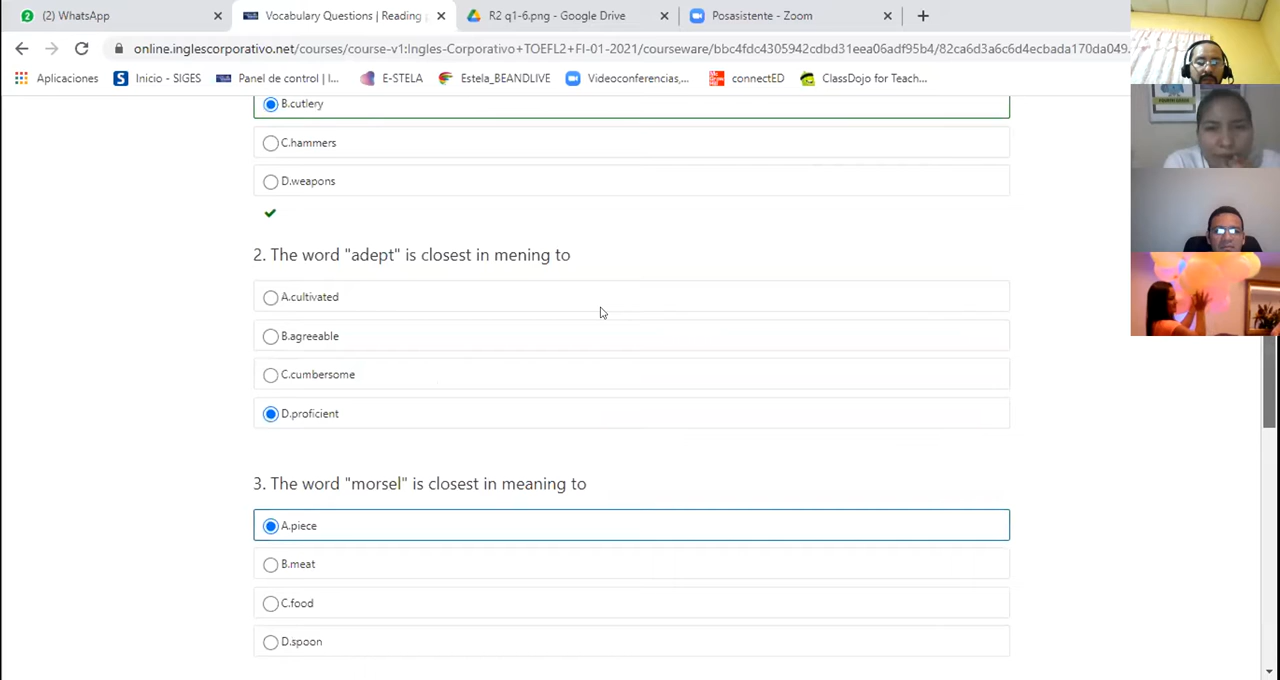 (2) WhatsApp
Vocabulary Questions | Reading
R2 q1-6.png - Google Drive
Posasistente - Zoom
online.inglescorporativo.net/courses/course-v1:Ingles-Corporativo+TOEFL2+FI-01-2021/courseware/bbc4fdc4305942cdbd31eea06adf95b4/82ca6d3a6c6d4ecbada170da049.
Aplicaciones
Inicio - SIGES
Panel de control | I...
E-STELA
Estela_BEANDLIVE
Videoconferencias,...
connectED
ClassDojo for Teach...
B.cutlery
C.hammers
D.weapons
2. The word "adept" is closest in mening to
A.cultivated
B.agreeable
C.cumbersome
D.proficient
3. The word "morsel" is closest in meaning to
A.piece
B.meat
C.food
D.spoon